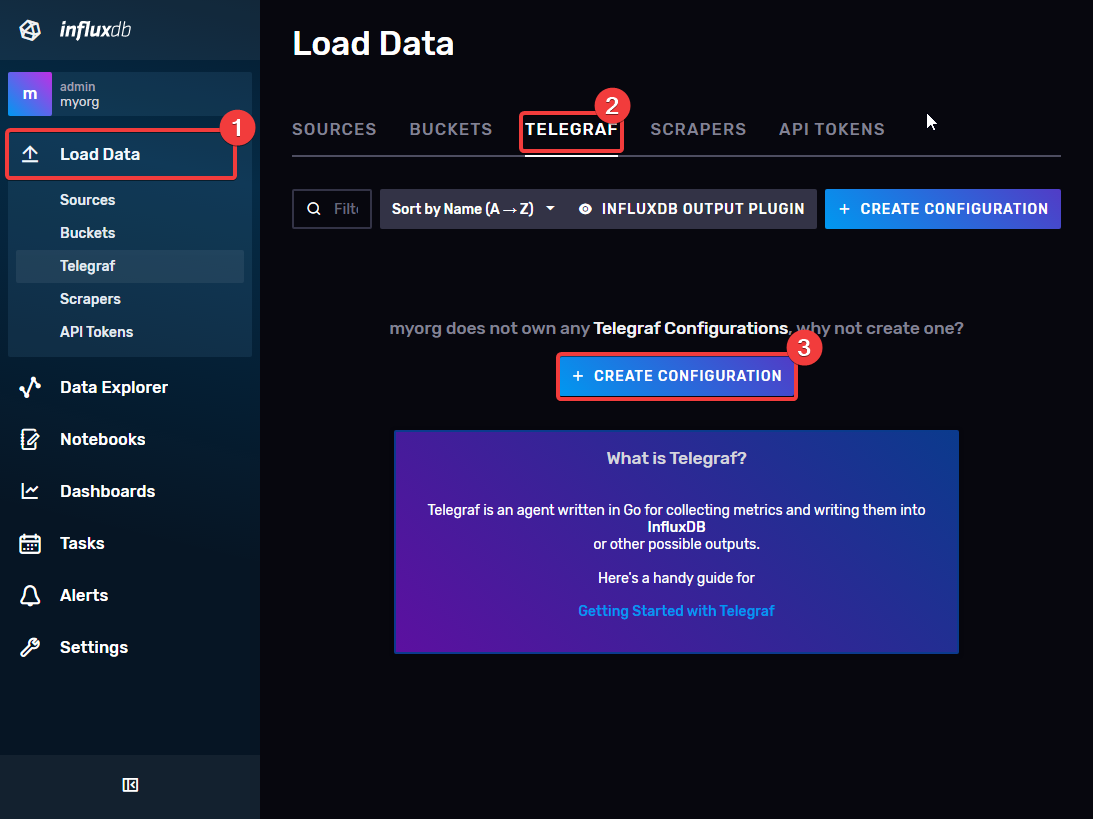 influxdb
m
admin
myorg
1
Load Data
Sources
Buckets
Telegraf
Scrapers
API Tokens
Data Explorer
Notebooks
Dashboards
Tasks
Alerts
Settings
Load Data
2
SOURCES BUCKETS TELEGRAF SCRAPERS API TOKENS
Sort by Name (A→Z) INFLUXDB OUTPUT PLUGIN + CREATE CONFIGURATION
myorg does not own any Telegraf Configurations, why not create one?
3
+ CREATE CONFIGURATION
What is Telegraf?
Telegraf is an agent written in Go for collecting metrics and writing them into
InfluxDB
or other possible outputs.
Here's a handy guide for
Getting Started with Telegraf